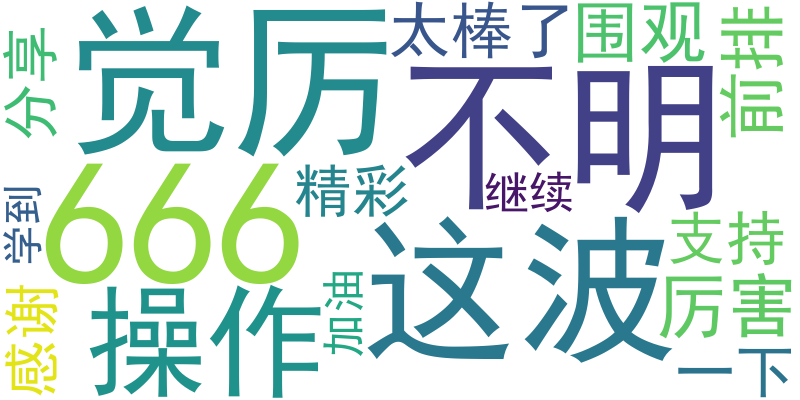 觉厉
不明
太棒了
围观
前排
分享
666
精彩
继续
这波
支持
学到
操作
加油
厉害
感谢
一下